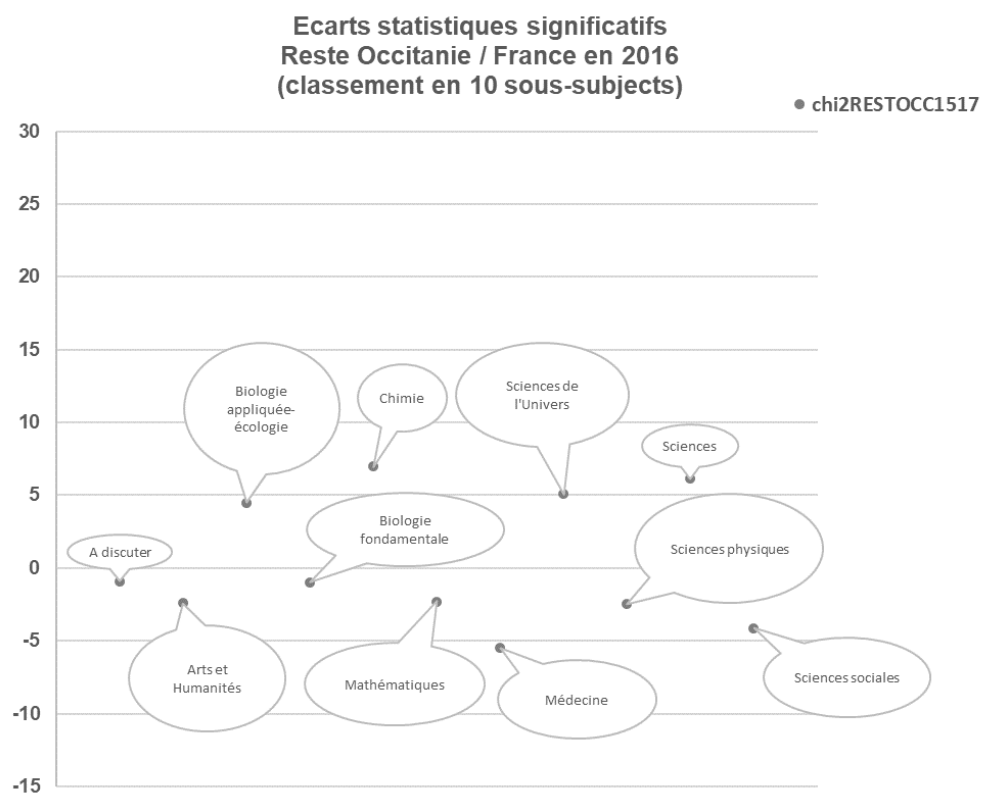 Ecarts statistiques significatifs
Reste Occitanie / France en 2016
(classement en 10 sous-subjects)
chi2RESTOCC1517
30
25
20
15
10
5
0
-5
-10
-15
Biologie
appliquée-
écologie
Chimie
Sciences de
l'Univers
Sciences
Biologie
fondamentale
Sciences physiques
A discuter
Arts et
Humanités
Mathématiques
Médecine
Sciences sociales